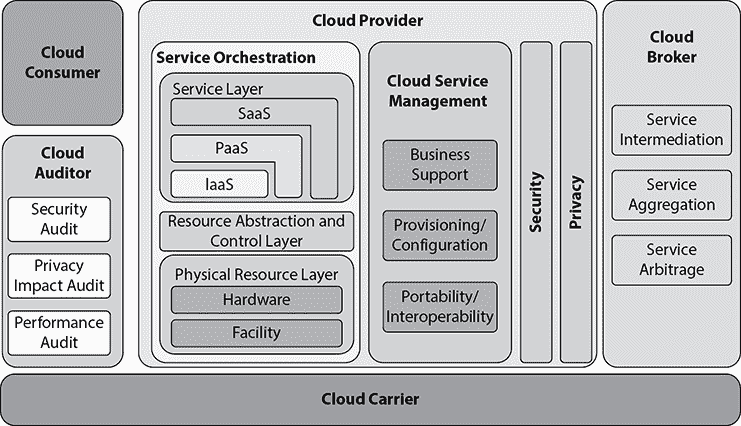 Cloud
Consumer
Cloud
Auditor
Security
Audit
Privacy
Impact Audit
Performance
Audit
Cloud Provider
Service Orchestration
Service Layer
SaaS
PaaS
IaaS
Resource Abstraction and
Control Layer
Physical Resource Layer
Hardware
Facility
Cloud Service
Management
Business
Support
Provisioning/
Configuration
Portability/
Interoperability
Security
Privacy
Cloud
Broker
Service
Intermediation
Service
Aggregation
Service
Arbitrage
Cloud Carrier